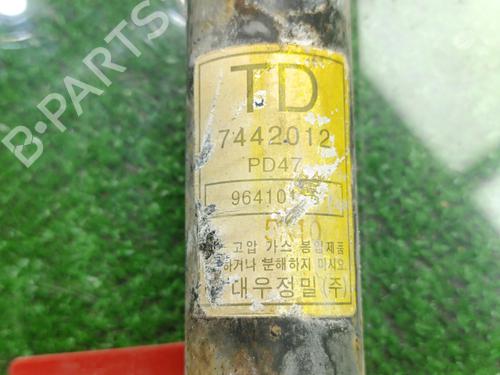 B-PARTS
TD
7442012
PD47
964101
고압 가스 봉입제품
하거나 분해하지 마시오
대우정밀(주)